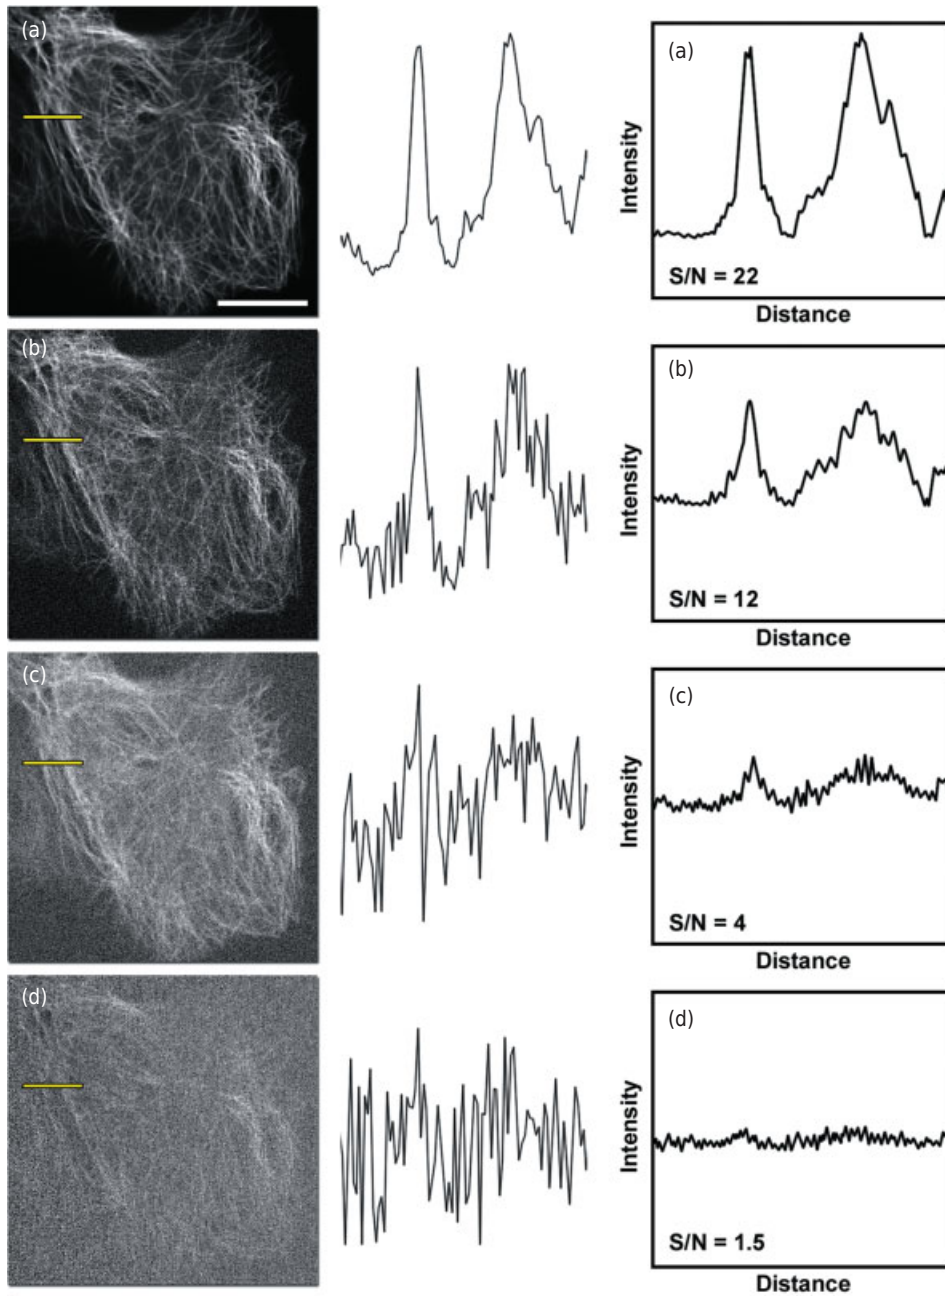 (a)
(a)
Intensity
S/N = 22
Distance
(b)
(b)
Intensity
S/N = 12
Distance
(c)
(c)
Intensity
S/N = 4
Distance
(d)
(d)
Intensity
S/N = 1.5
Distance